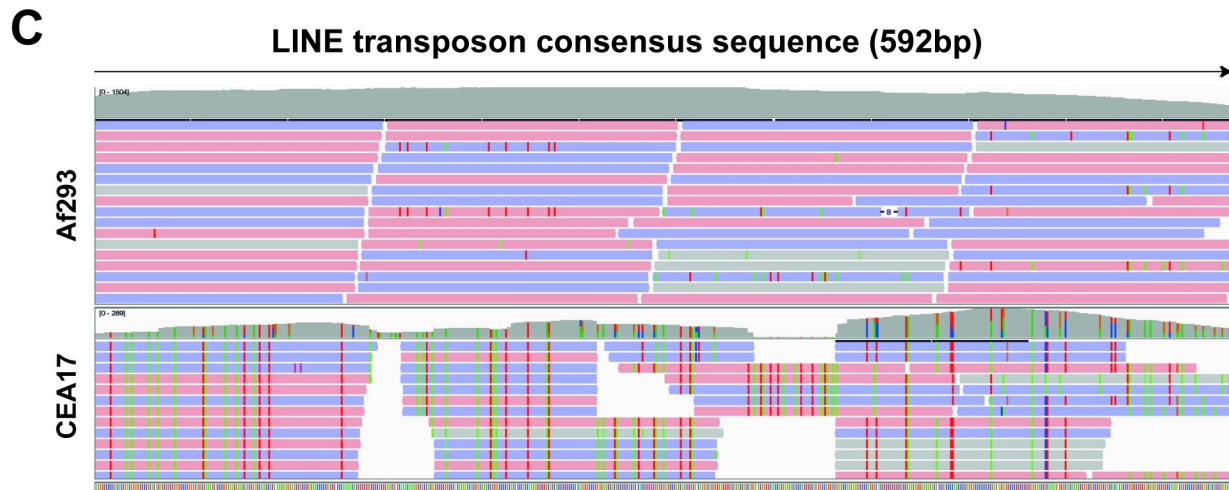 C
LINE transposon consensus sequence (592bp)
[0 - 1504]
Af293
8
[0 - 289]
CEA17